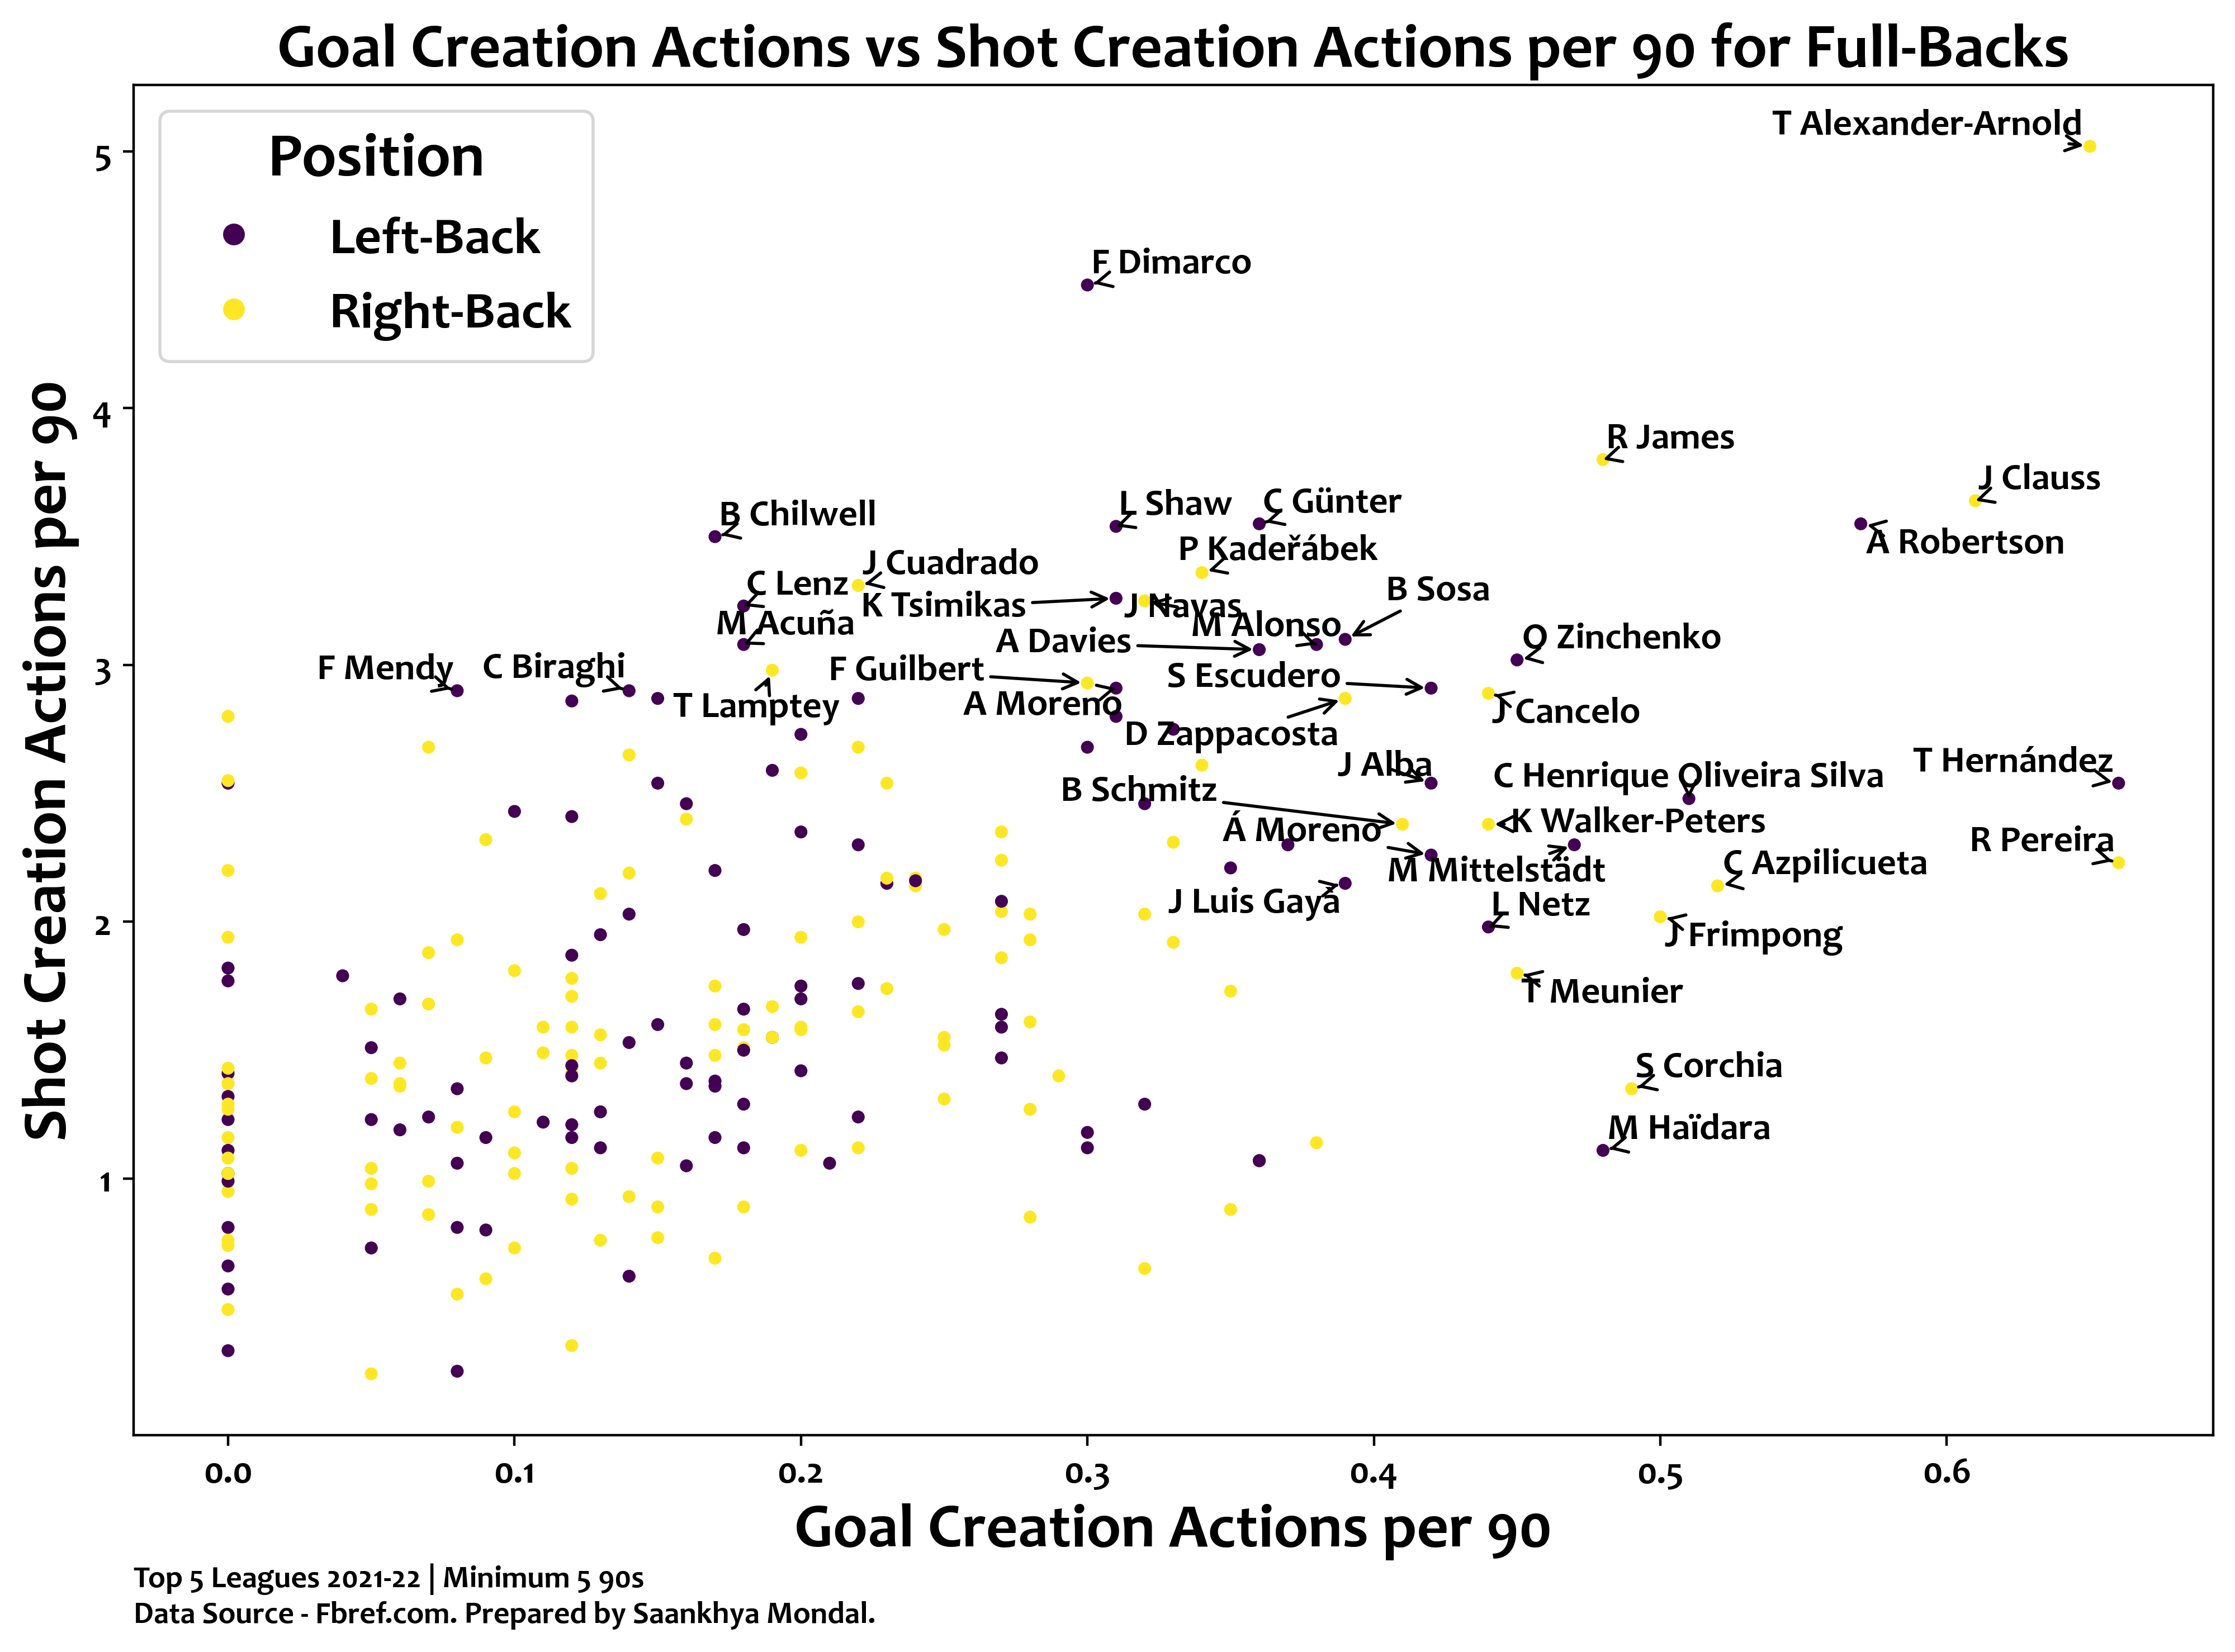 Goal Creation Actions vs Shot Creation Actions per 90 for Full-Backs
Position
Left-Back
Right-Back
T Alexander-Arnold
F Dimarco
R James
J Clauss
A Robertson
B Chilwell
L Shaw
C Günter
P Kadeřábek
J Cuadrado
C Lenz
K Tsimikas
J Navas
B Sosa
M Acuña
M Alonso
A Davies
O Zinchenko
F Mendy
C Biraghi
F Guilbert
S Escudero
T Lamptey
A Moreno
J Cancelo
D Zappacosta
J Alba
C Henrique Oliveira Silva
T Hernández
B Schmitz
K Walker-Peters
Á Moreno
R Pereira
M Mittelstädt
C Azpilicueta
J Luis Gayà
L Netz
J Frimpong
T Meunier
S Corchia
M Haïdara
5
4
3
2
1
Shot Creation Actions per 90
0.0 0.1 0.2 0.3 0.4 0.5 0.6
Goal Creation Actions per 90
Top 5 Leagues 2021-22 | Minimum 5 90s
Data Source - Fbref.com. Prepared by Saankhya Mondal.